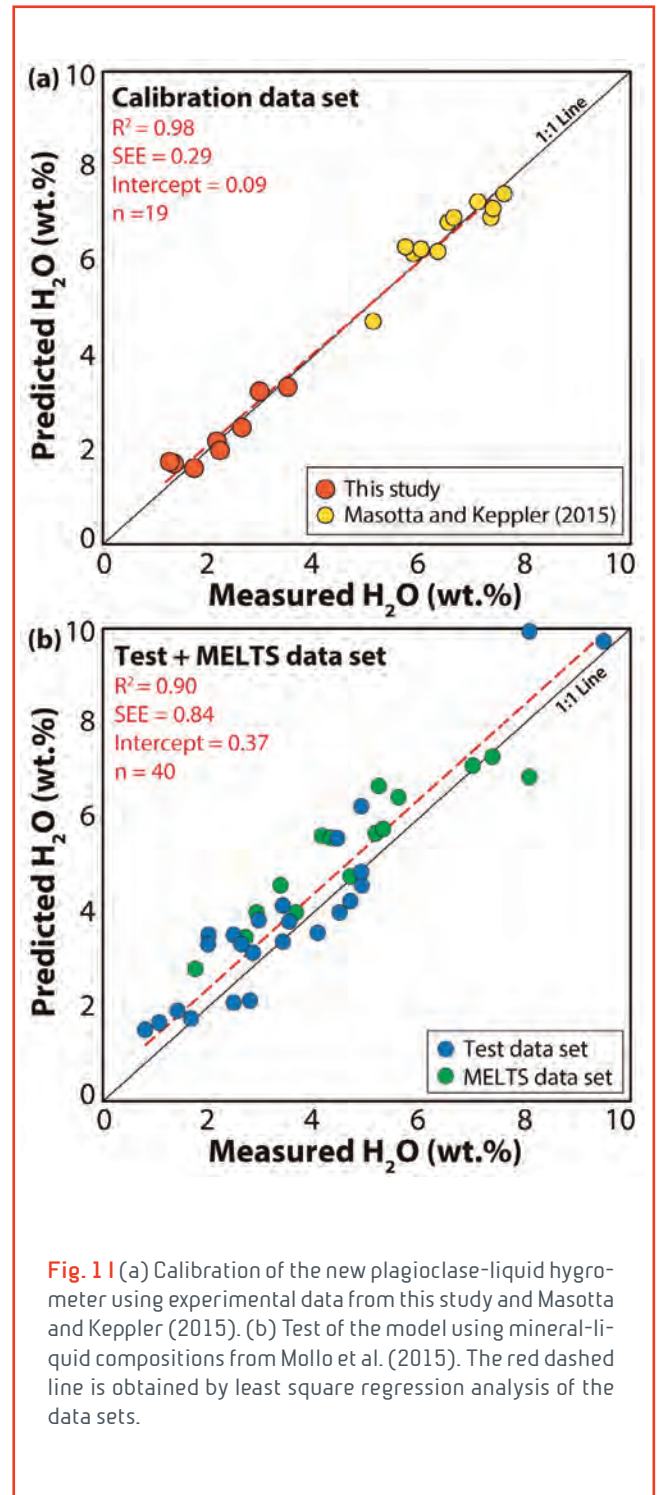 (a)
10
Calibration data set
R² = 0.98
SEE = 0.29
Intercept = 0.09
n =19
1:1 Line
8
6
4
2
0
Predicted H₂O (wt.%)
This study
Masotta and Keppler (2015)
0 2 4 6 8 10
Measured H₂O (wt.%)
(b)
10
Test + MELTS data set
R² = 0.90
SEE = 0.84
Intercept = 0.37
n = 40
1:1 Line
8
6
4
2
0
Predicted H₂O (wt.%)
Test data set
MELTS data set
0 2 4 6 8 10
Measured H₂O (wt.%)
Fig. 1 I (a) Calibration of the new plagioclase-liquid hygro-
meter using experimental data from this study and Masotta
and Keppler (2015). (b) Test of the model using mineral-li-
quid compositions from Mollo et al. (2015). The red dashed
line is obtained by least square regression analysis of the
data sets.